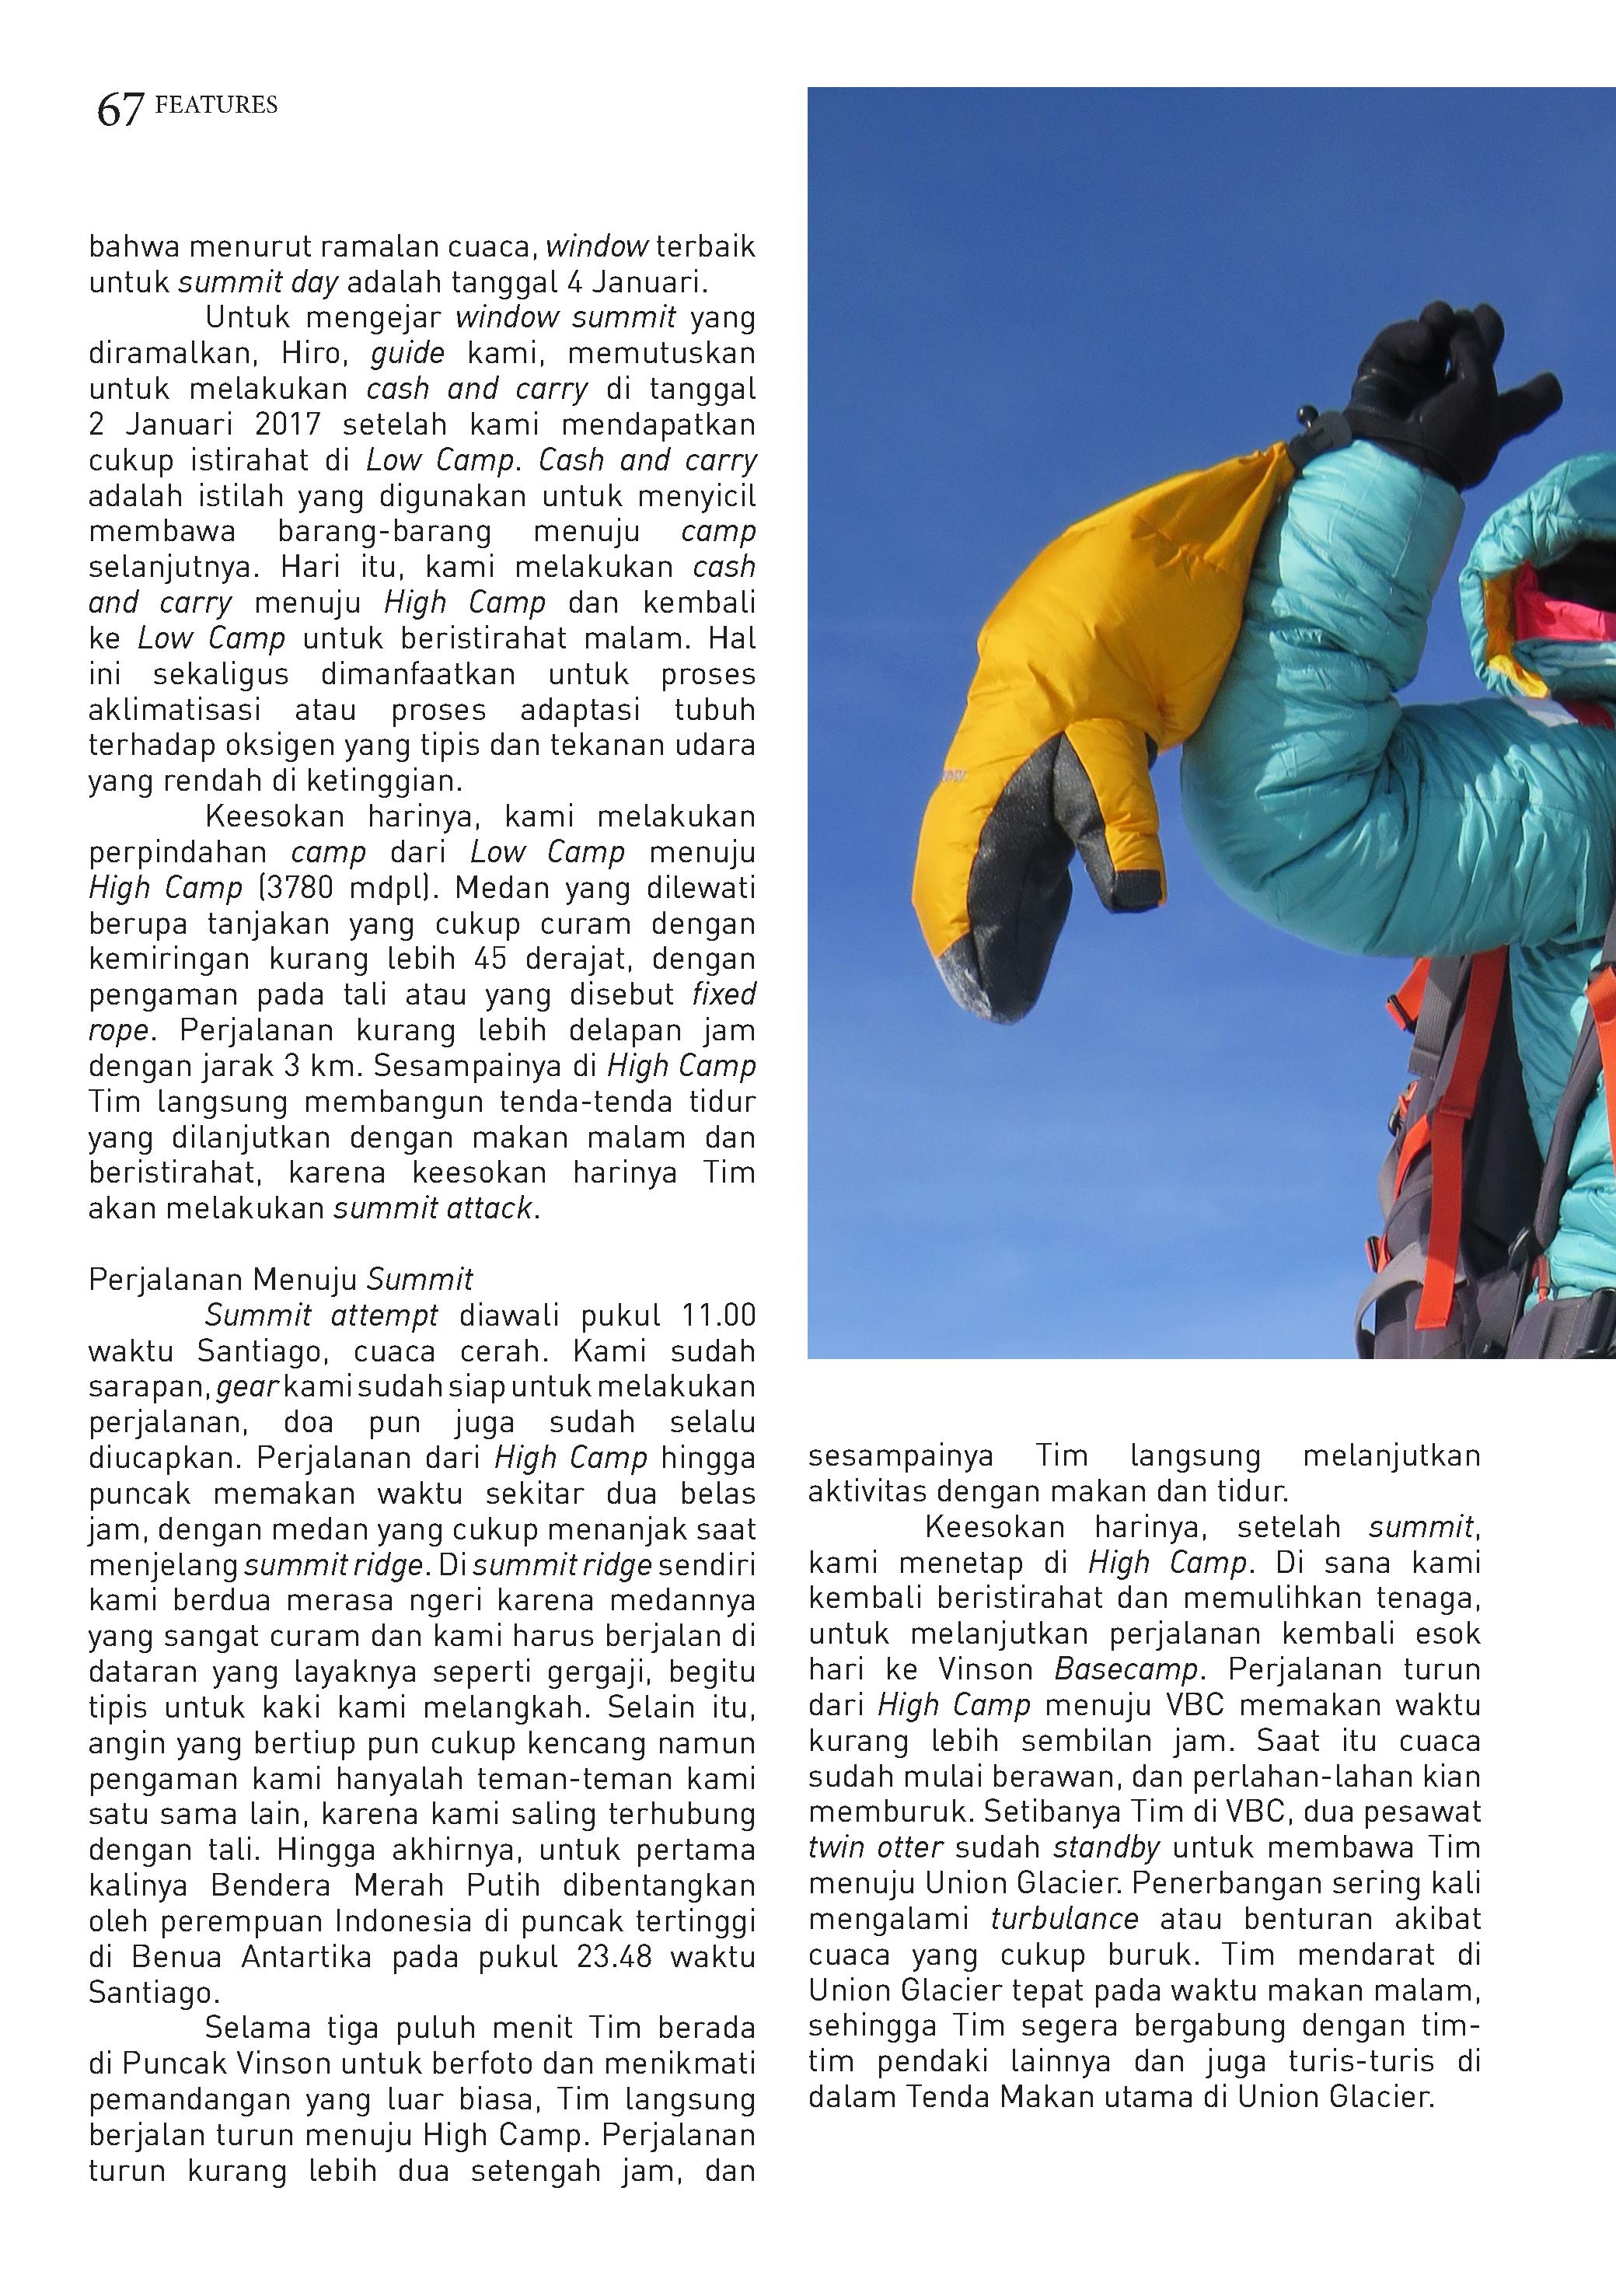 67 FEATURES
bahwa menurut ramalan cuaca, window terbaik
untuk summit day adalah tanggal 4 Januari.
Untuk mengejar window summit yang
diramalkan, Hiro, guide kami, memutuskan
untuk melakukan cash and carry di tanggal
2 Januari 2017 setelah kami mendapatkan
cukup istirahat di Low Camp. Cash and carry
adalah istilah yang digunakan untuk menyicil
membawa barang-barang menuju camp
selanjutnya. Hari itu, kami melakukan cash
and carry menuju High Camp dan kembali
ke Low Camp untuk beristirahat malam. Hal
ini sekaligus dimanfaatkan untuk proses
aklimatisasi atau proses adaptasi tubuh
terhadap oksigen yang tipis dan tekanan udara
yang rendah di ketinggian.
Keesokan harinya, kami melakukan
perpindahan camp dari Low Camp menuju
High Camp (3780 mdpl). Medan yang dilewati
berupa tanjakan yang cukup curam dengan
kemiringan kurang lebih 45 derajat, dengan
pengaman pada tali atau yang disebut fixed
rope. Perjalanan kurang lebih delapan jam
dengan jarak 3 km. Sesampainya di High Camp
Tim langsung membangun tenda-tenda tidur
yang dilanjutkan dengan makan malam dan
beristirahat, karena keesokan harinya Tim
akan melakukan summit attack.
Perjalanan Menuju Summit
Summit attempt diawali pukul 11.00
waktu Santiago, cuaca cerah. Kami sudah
sarapan, gear kami sudah siap untuk melakukan
perjalanan, doa pun juga sudah selalu
diucapkan. Perjalanan dari High Camp hingga
puncak memakan waktu sekitar dua belas
jam, dengan medan yang cukup menanjak saat
menjelang summit ridge. Di summit ridge sendiri
kami berdua merasa ngeri karena medannya
yang sangat curam dan kami harus berjalan di
dataran yang layaknya seperti gergaji, begitu
tipis untuk kaki kami melangkah. Selain itu,
angin yang bertiup pun cukup kencang namun
pengaman kami hanyalah teman-teman kami
satu sama lain, karena kami saling terhubung
dengan tali. Hingga akhirnya, untuk pertama
kalinya Bendera Merah Putih dibentangkan
oleh perempuan Indonesia di puncak tertinggi
di Benua Antartika pada pukul 23.48 waktu
Santiago.
Selama tiga puluh menit Tim berada
di Puncak Vinson untuk berfoto dan menikmati
pemandangan yang luar biasa, Tim langsung
berjalan turun menuju High Camp. Perjalanan
turun kurang lebih dua setengah jam, dan
sesampainya Tim langsung melanjutkan
aktivitas dengan makan dan tidur.
Keesokan harinya, setelah summit,
kami menetap di High Camp. Di sana kami
kembali beristirahat dan memulihkan tenaga,
untuk melanjutkan perjalanan kembali esok
hari ke Vinson Basecamp. Perjalanan turun
dari High Camp menuju VBC memakan waktu
kurang lebih sembilan jam. Saat itu cuaca
sudah mulai berawan, dan perlahan-lahan kian
memburuk. Setibanya Tim di VBC, dua pesawat
twin otter sudah standby untuk membawa Tim
menuju Union Glacier. Penerbangan sering kali
mengalami turbulance atau benturan akibat
cuaca yang cukup buruk. Tim mendarat di
Union Glacier tepat pada waktu makan malam,
sehingga Tim segera bergabung dengan tim-
tim pendaki lainnya dan juga turis-turis di
dalam Tenda Makan utama di Union Glacier.